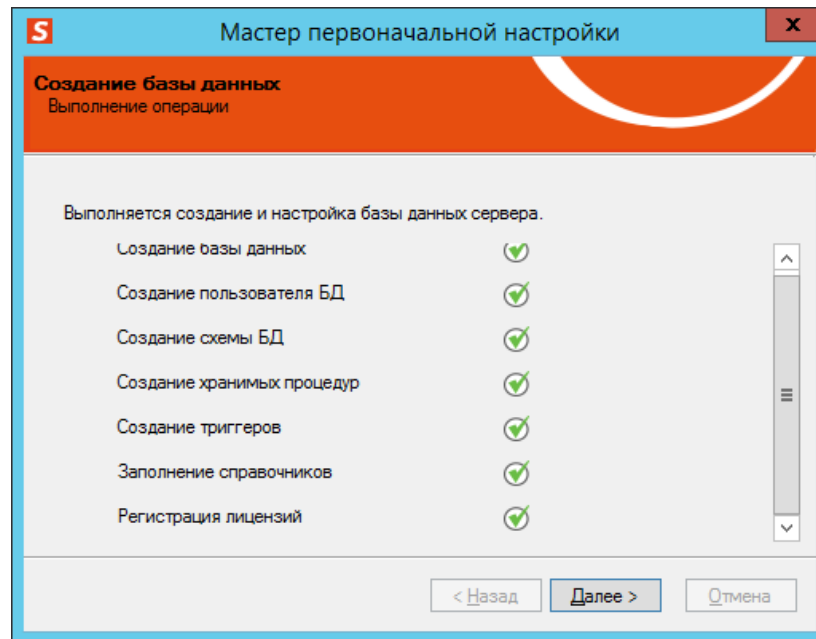 S
Мастер первоначальной настройки
x
Создание базы данных
Выполнение операции
Выполняется создание и настройка базы данных сервера.
Создание базы данных
Создание пользователя БД
Создание схемы БД
Создание хранимых процедур
Создание триггеров
Заполнение справочников
Регистрация лицензий
< Назад
Далее >
Отмена